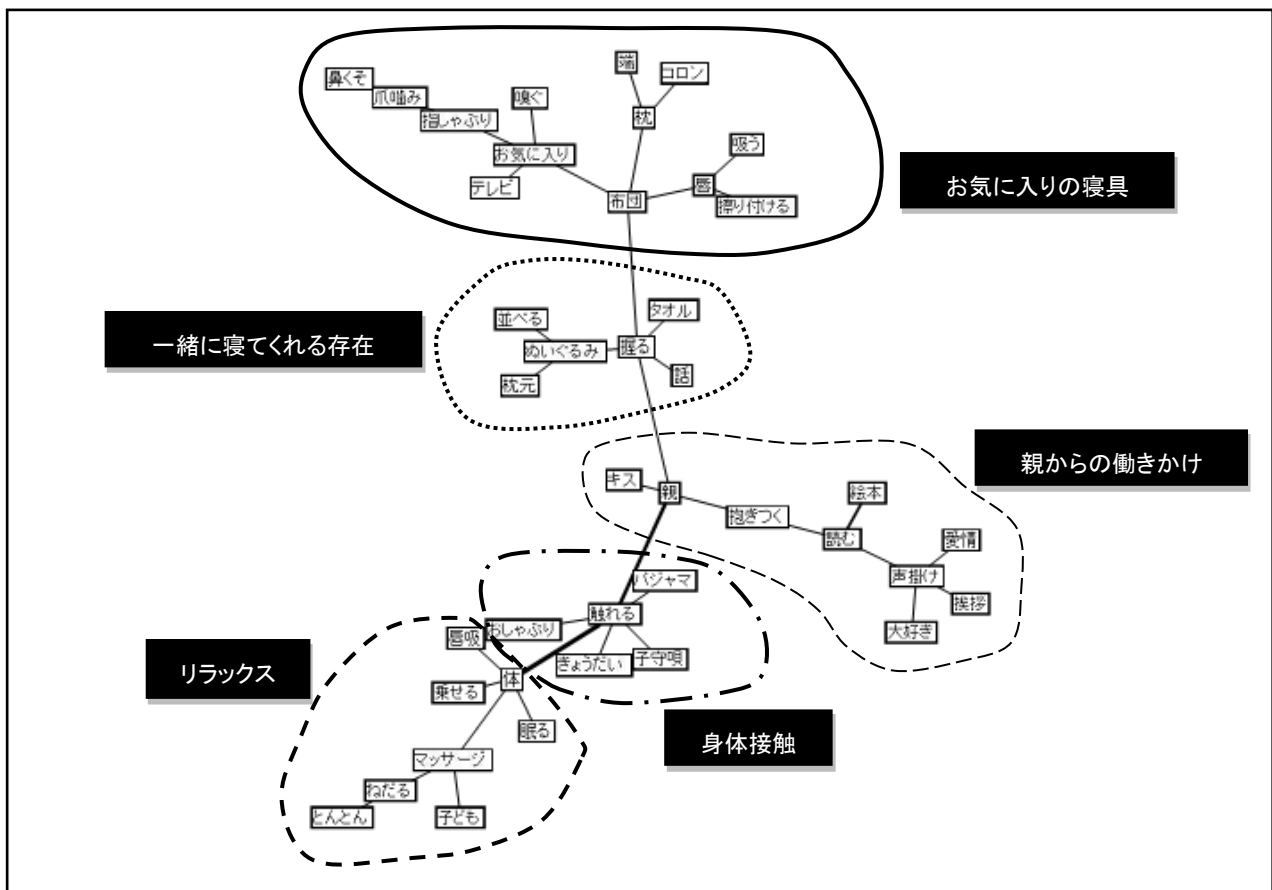 端
コロン
鼻くそ
爪噛み
嗅ぐ
指しゃぶり
枕
吸う
お気に入り
テレビ
唇
布団
擦り付ける
お気に入りの寝具
並べる
タオル
一緒に寝てくれる存在
ぬいぐるみ
握る
枕元
話
親からの働きかけ
キス
親
絵本
抱きつく
読む
愛情
声掛け
挨拶
大好き
パジャマ
触れる
おしゃぶり
唇吸
きょうだい
子守唄
リラックス
体
乗せる
眠る
身体接触
マッサージ
ねだる
とんとん
子ども